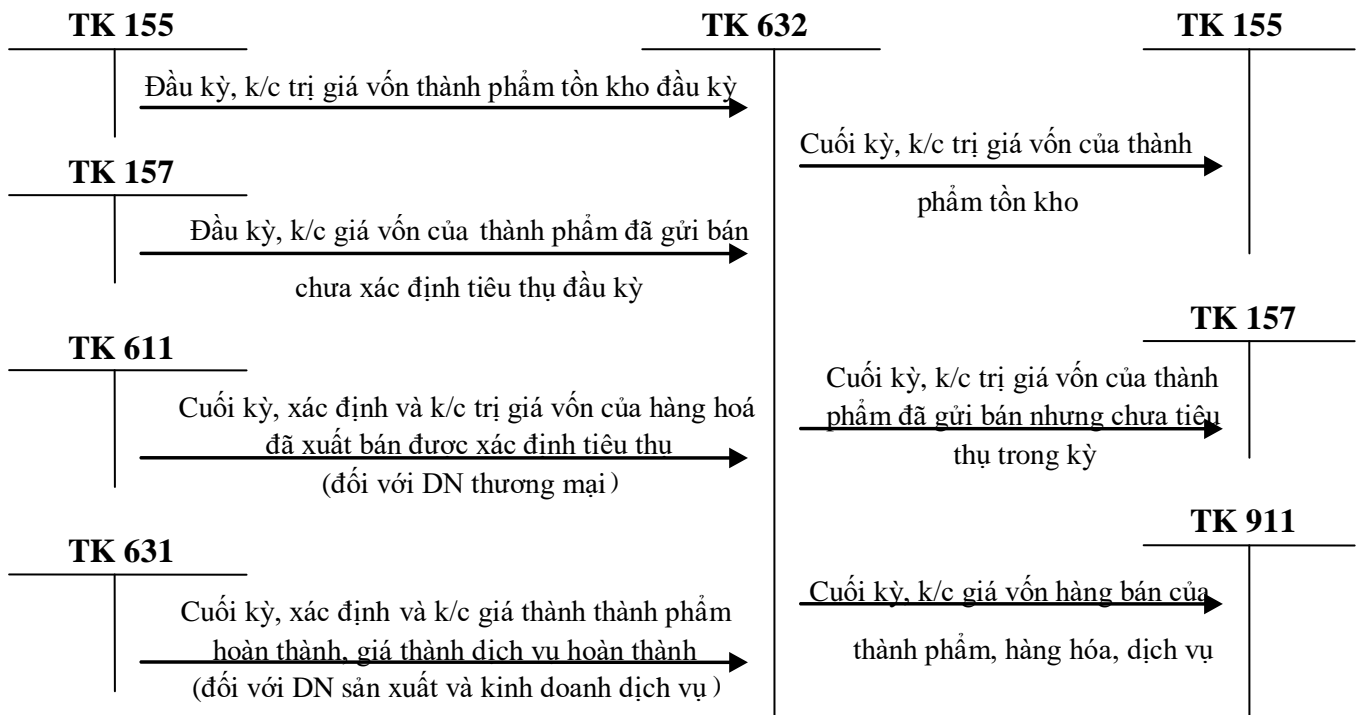 TK 155
TK 632
TK 155
Đầu kỳ, k/c trị giá vốn thành phẩm tồn kho đầu kỳ
Cuối kỳ, k/c trị giá vốn của thành
phẩm tồn kho
TK 157
Đầu kỳ, k/c giá vốn của thành phẩm đã gửi bán
chưa xác định tiêu thụ đầu kỳ
TK 157
TK 611
Cuối kỳ, xác định và k/c trị giá vốn của hàng hoá
đã xuất bán được xác định tiêu thụ
(đối với DN thương mại)
Cuối kỳ, k/c trị giá vốn của thành
phẩm đã gửi bán nhưng chưa tiêu
thụ trong kỳ
TK 911
TK 631
Cuối kỳ, xác định và k/c giá thành thành phẩm
hoàn thành, giá thành dịch vụ hoàn thành
(đối với DN sản xuất và kinh doanh dịch vụ)
Cuối kỳ, k/c giá vốn hàng bán của
thành phẩm, hàng hóa, dịch vụ